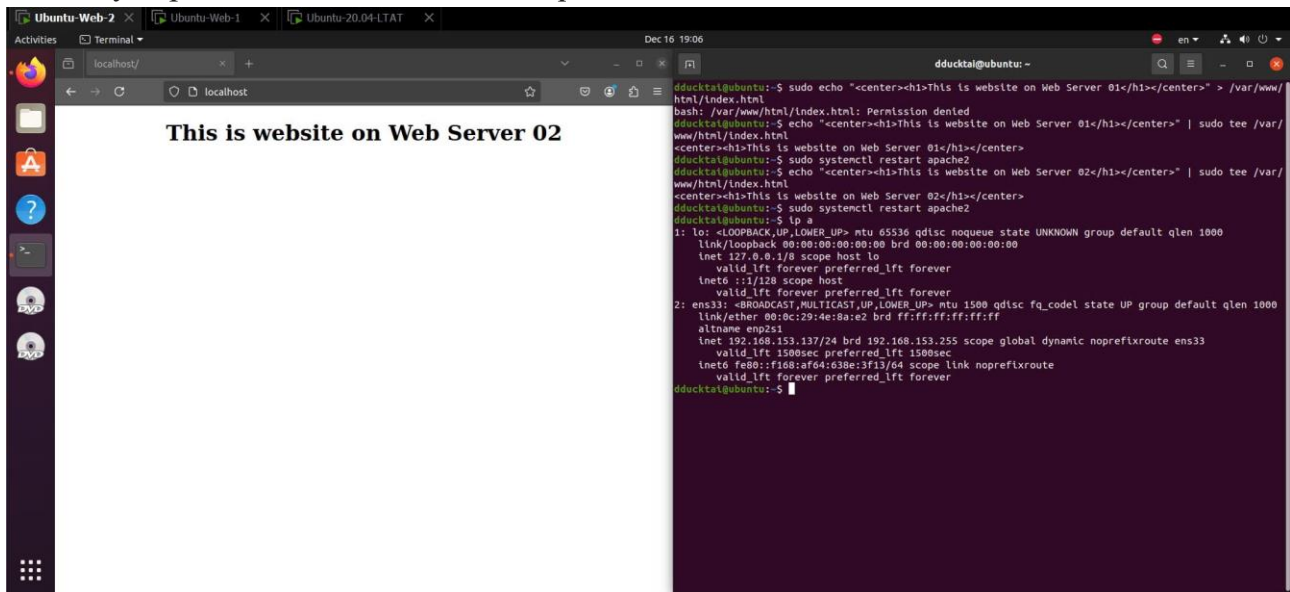 Ubuntu-Web-2 × Ubuntu-Web-1 × Ubuntu-20.04-LTAT ×
Activities Terminal Dec 16 19:06 en
localhost/ × +
localhost
This is website on Web Server 02
dducktai@ubuntu: ~
dducktai@ubuntu:~$ sudo echo "<center><h1>This is website on Web Server 01</h1></center>" > /var/www/
html/index.html
bash: /var/www/html/index.html: Permission denied
dducktai@ubuntu:~$ echo "<center><h1>This is website on Web Server 01</h1></center>" | sudo tee /var/
www/html/index.html
<center><h1>This is website on Web Server 01</h1></center>
dducktai@ubuntu:~$ sudo systemctl restart apache2
dducktai@ubuntu:~$ echo "<center><h1>This is website on Web Server 02</h1></center>" | sudo tee /var/
www/html/index.html
<center><h1>This is website on Web Server 02</h1></center>
dducktai@ubuntu:~$ sudo systemctl restart apache2
dducktai@ubuntu:~$ ip a
1: lo: <LOOPBACK,UP,LOWER_UP> mtu 65536 qdisc noqueue state UNKNOWN group default qlen 1000
link/loopback 00:00:00:00:00:00 brd 00:00:00:00:00:00
inet 127.0.0.1/8 scope host lo
valid_lft forever preferred_lft forever
inet6 ::1/128 scope host
valid_lft forever preferred_lft forever
2: ens33: <BROADCAST,MULTICAST,UP,LOWER_UP> mtu 1500 qdisc fq_codel state UP group default qlen 1000
link/ether 00:0c:29:4e:8a:e2 brd ff:ff:ff:ff:ff:ff
altname enp2s1
inet 192.168.153.137/24 brd 192.168.153.255 scope global dynamic noprefixroute ens33
valid_lft 1500sec preferred_lft 1500sec
inet6 fe80::f168:af64:638e:3f13/64 scope link noprefixroute
valid_lft forever preferred_lft forever
dducktai@ubuntu:~$